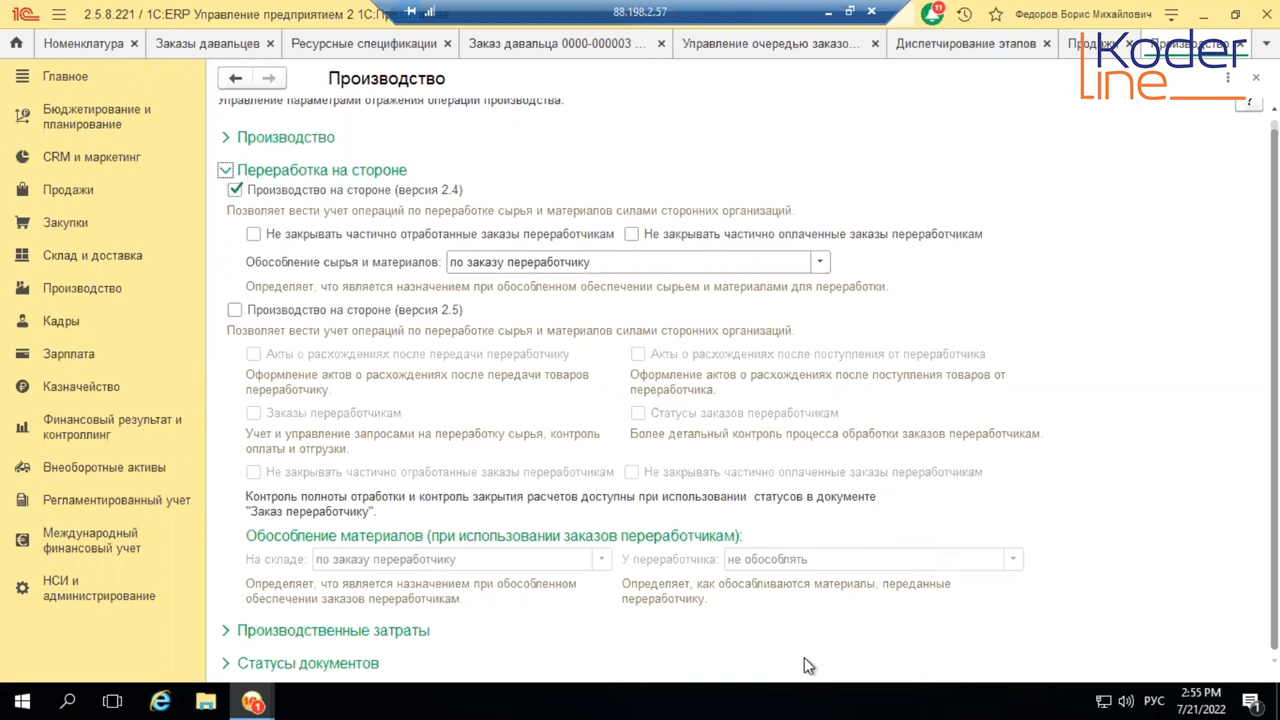 2.5.8.221 / 1С:ERP Управление предприятием 2 1С:Пр
88.198.2.57
11
Федоров Борис Михайлович
Номенклатура
Заказы давальцев
Ресурсные спецификации
Заказ давальца 0000-000003 ...
Управление очередью заказо...
Диспетчирование этапов
Koder
line
Главное
Бюджетирование и
планирование
CRM и маркетинг
Продажи
Закупки
Склад и доставка
Производство
Кадры
Зарплата
Казначейство
Финансовый результат и
контроллинг
Внеоборотные активы
Регламентированный учет
Международный
финансовый учет
НСИ и
администрирование
Производство
Управление параметрами отражения операций производства.
?
Производство
Переработка на стороне
Производство на стороне (версия 2.4)
Позволяет вести учет операций по переработке сырья и материалов силами сторонних организаций.
Не закрывать частично отработанные заказы переработчикам
Не закрывать частично оплаченные заказы переработчикам
Обособление сырья и материалов: по заказу переработчику
Определяет, что является назначением при обособленном обеспечении сырьем и материалами для переработки.
Производство на стороне (версия 2.5)
Позволяет вести учет операций по переработке сырья и материалов силами сторонних организаций.
Акты о расхождениях после передачи переработчику
Акты о расхождениях после поступления от переработчика
Оформление актов о расхождениях после передачи товаров
переработчику.
Оформление актов о расхождениях после поступления товаров от
переработчика.
Заказы переработчикам
Статусы заказов переработчикам
Учет и управление запросами на переработку сырья, контроль
оплаты и отгрузки.
Более детальный контроль процесса обработки заказов переработчикам.
Не закрывать частично отработанные заказы переработчикам
Не закрывать частично оплаченные заказы переработчикам
Контроль полноты отработки и контроль закрытия расчетов доступны при использовании статусов в документе
"Заказ переработчику".
Обособление материалов (при использовании заказов переработчикам):
На складе: по заказу переработчику
У переработчика: не обособлять
Определяет, что является назначением при обособленном
обеспечении заказов переработчикам.
Определяет, как обосабливаются материалы, переданные
переработчику.
Производственные затраты
Статусы документов
РУС
2:55 PM
7/21/2022